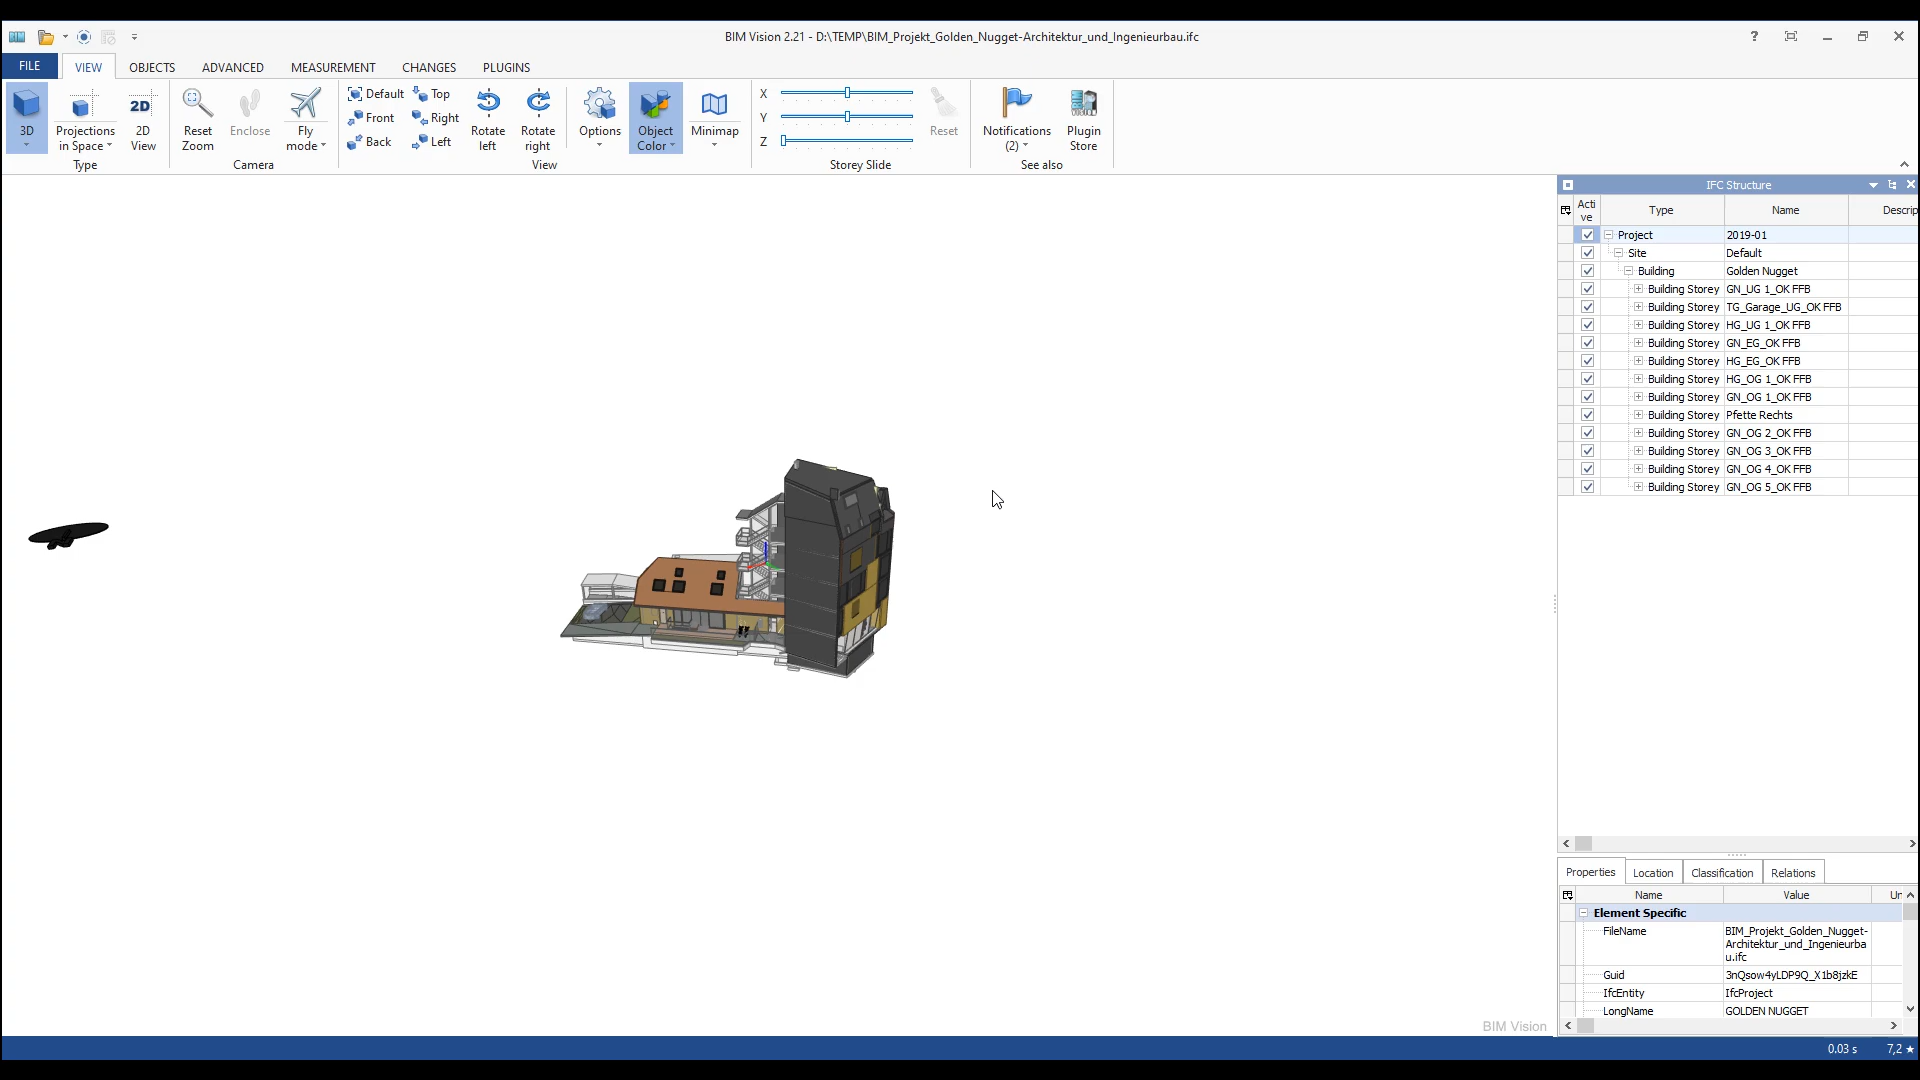 BIM Vision 2.21 - D:\TEMP\BIM_Projekt_Golden_Nugget-Architektur_und_Ingenieurbau.ifc
FILE VIEW OBJECTS ADVANCED MEASUREMENT CHANGES PLUGINS
3D
Projections in Space
2D
2D View
Type
Reset Zoom
Enclose
Fly mode
Camera
Default
Front
Back
Top
Right
Left
Rotate left
Rotate right
View
Options
Object Color
Minimap
X
Y
Z
Reset
Storey Slide
Notifications (2)
Plugin Store
See also
IFC Structure
Acti ve Type Name Descrip
Project 2019-01
Site Default
Building Golden Nugget
Building Storey GN_UG 1_OK FFB
Building Storey TG_Garage_UG_OK FFB
Building Storey HG_UG 1_OK FFB
Building Storey GN_EG_OK FFB
Building Storey HG_EG_OK FFB
Building Storey HG_OG 1_OK FFB
Building Storey GN_OG 1_OK FFB
Building Storey Pfette Rechts
Building Storey GN_OG 2_OK FFB
Building Storey GN_OG 3_OK FFB
Building Storey GN_OG 4_OK FFB
Building Storey GN_OG 5_OK FFB
Properties Location Classification Relations
Name Value Un
Element Specific
FileName BIM_Projekt_Golden_Nugget-
Architektur_und_Ingenieurba
u.ifc
Guid 3nQsow4yLDP9Q_X1b8jzkE
IfcEntity IfcProject
LongName GOLDEN NUGGET
BIM Vision
0,03 s 7,2